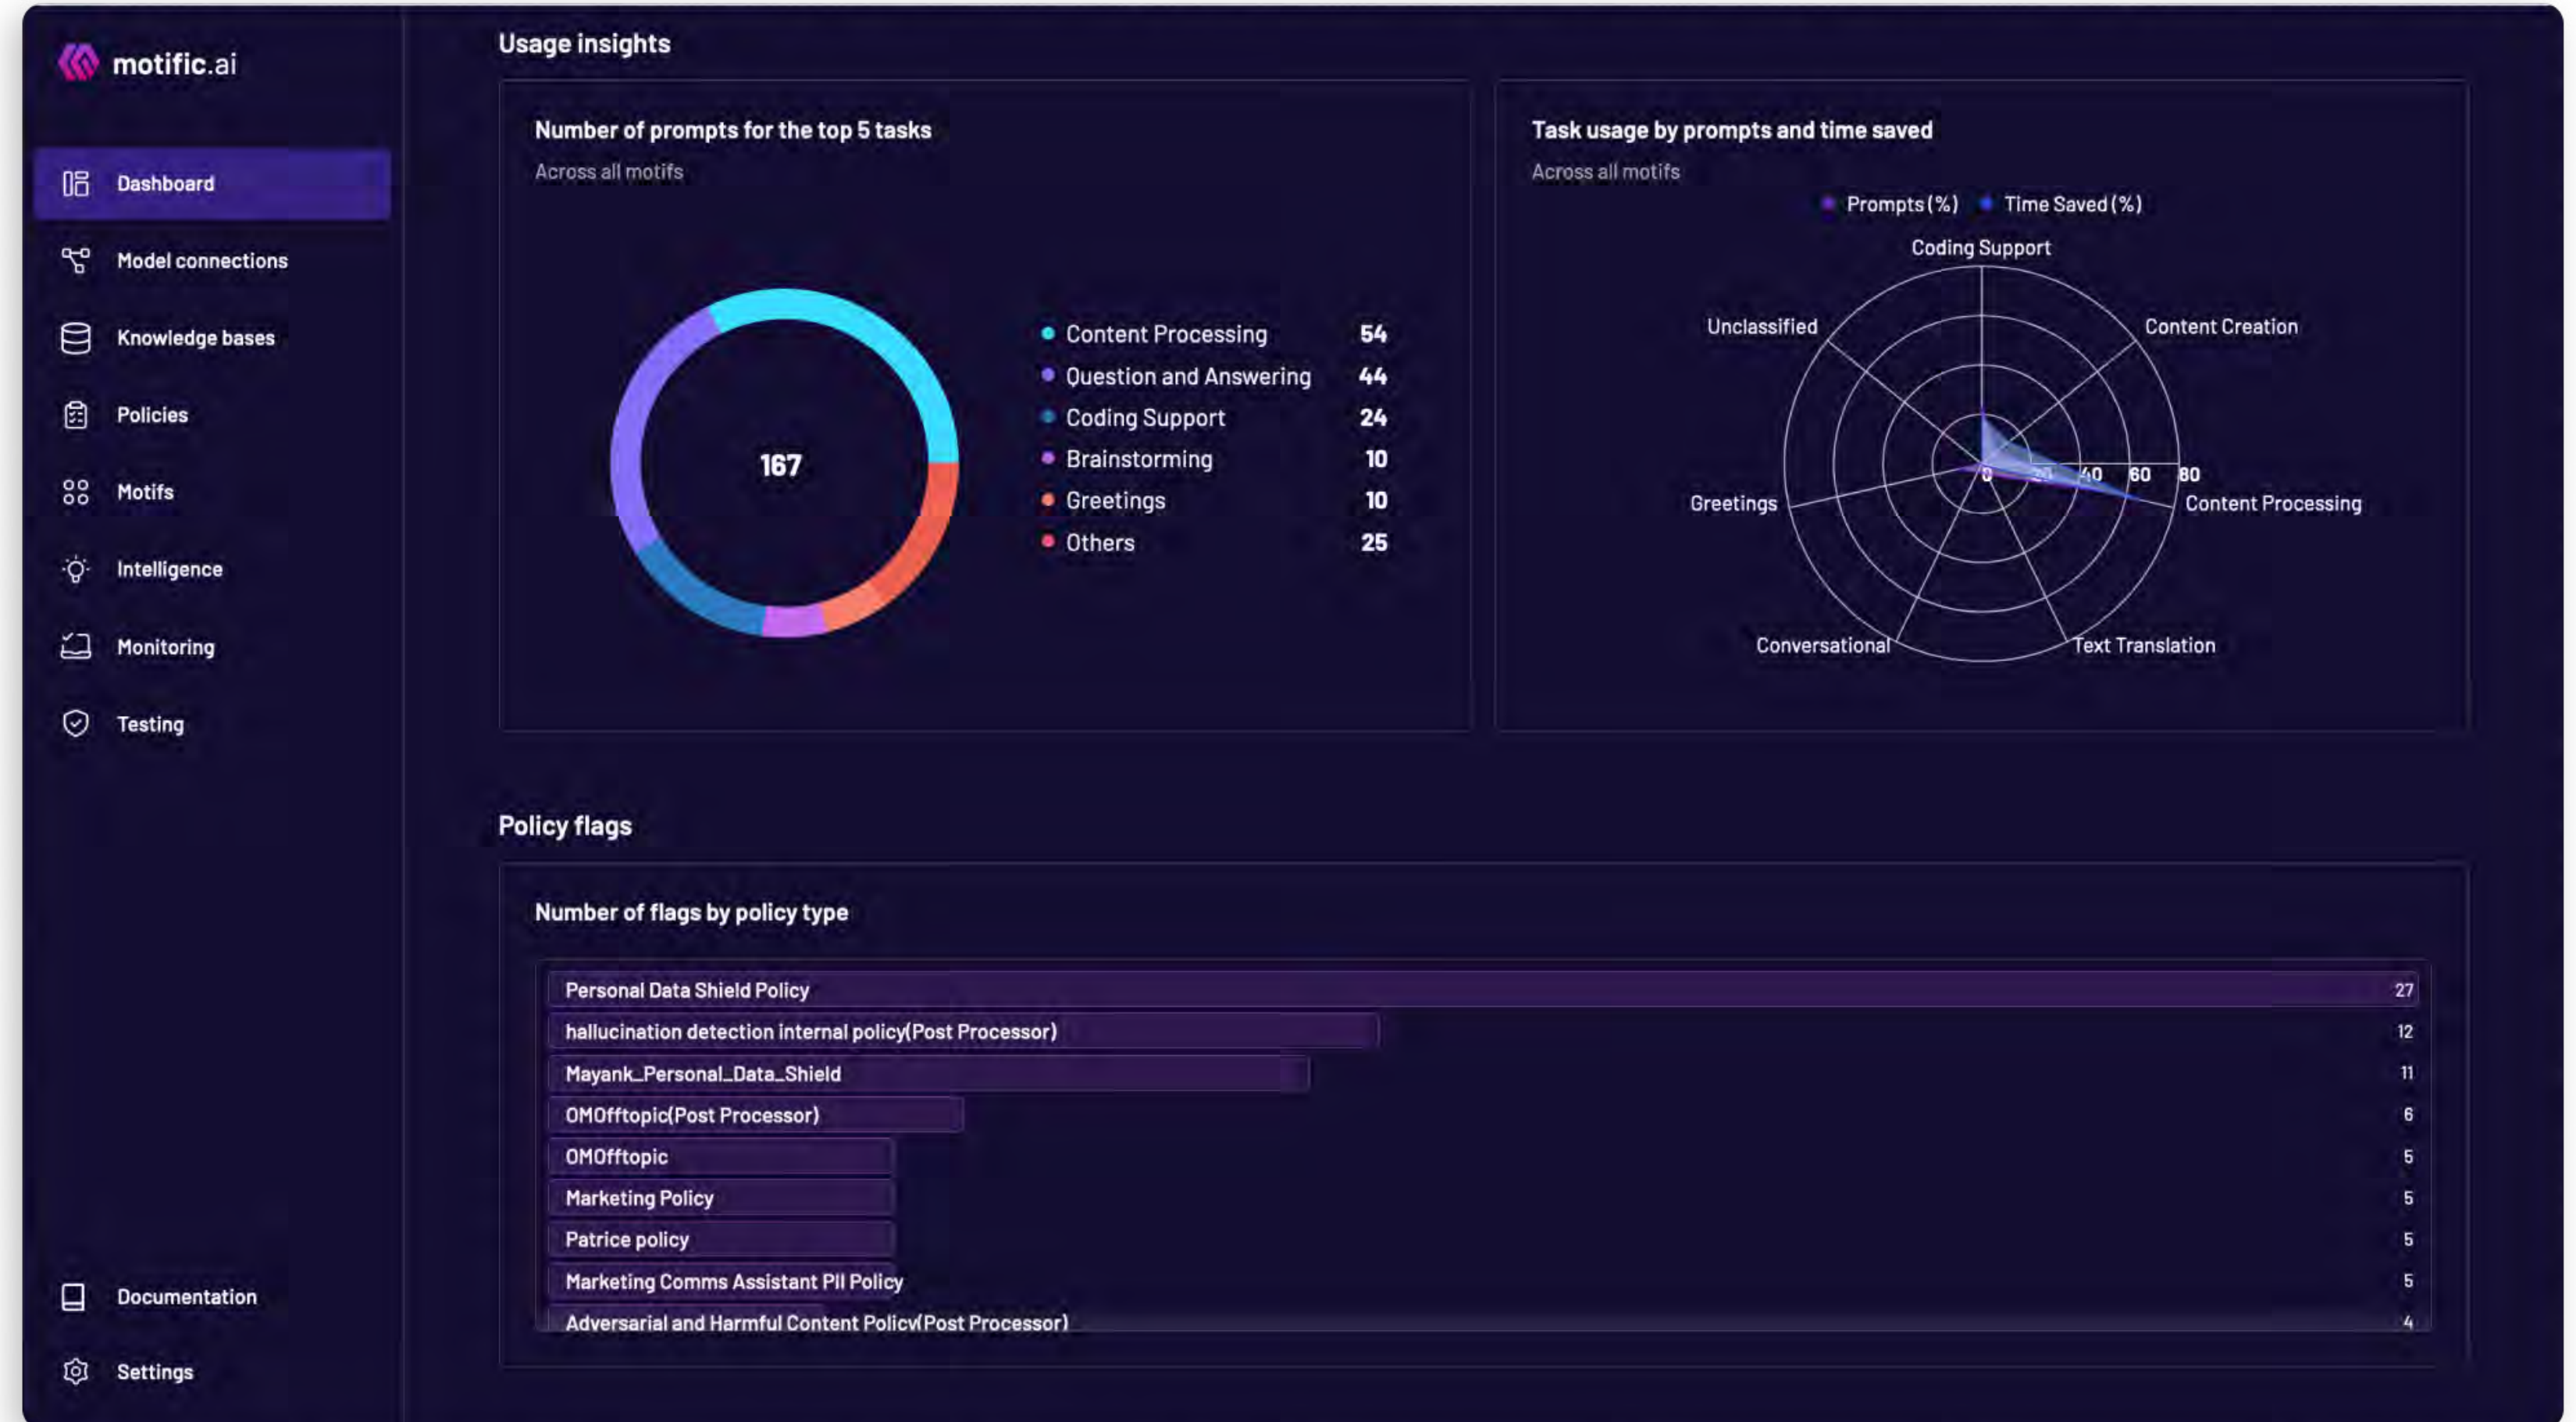 motific.ai
Dashboard
Model connections
Knowledge bases
Policies
Motifs
Intelligence
Monitoring
Testing
Documentation
Settings
Usage insights
Number of prompts for the top 5 tasks
Across all motifs
167
Content Processing 54
Question and Answering 44
Coding Support 24
Brainstorming 10
Greetings 10
Others 25
Task usage by prompts and time saved
Across all motifs
Prompts (%) Time Saved (%)
Coding Support
Unclassified Content Creation
0 20 40 60 80
Greetings Content Processing
Conversational Text Translation
Policy flags
Number of flags by policy type
Personal Data Shield Policy 27
hallucination detection internal policy(Post Processor) 12
Mayank_Personal_Data_Shield 11
OMOfftopic(Post Processor) 6
OMOfftopic 5
Marketing Policy 5
Patrice policy 5
Marketing Comms Assistant PII Policy 5
Adversarial and Harmful Content Policy(Post Processor) 4